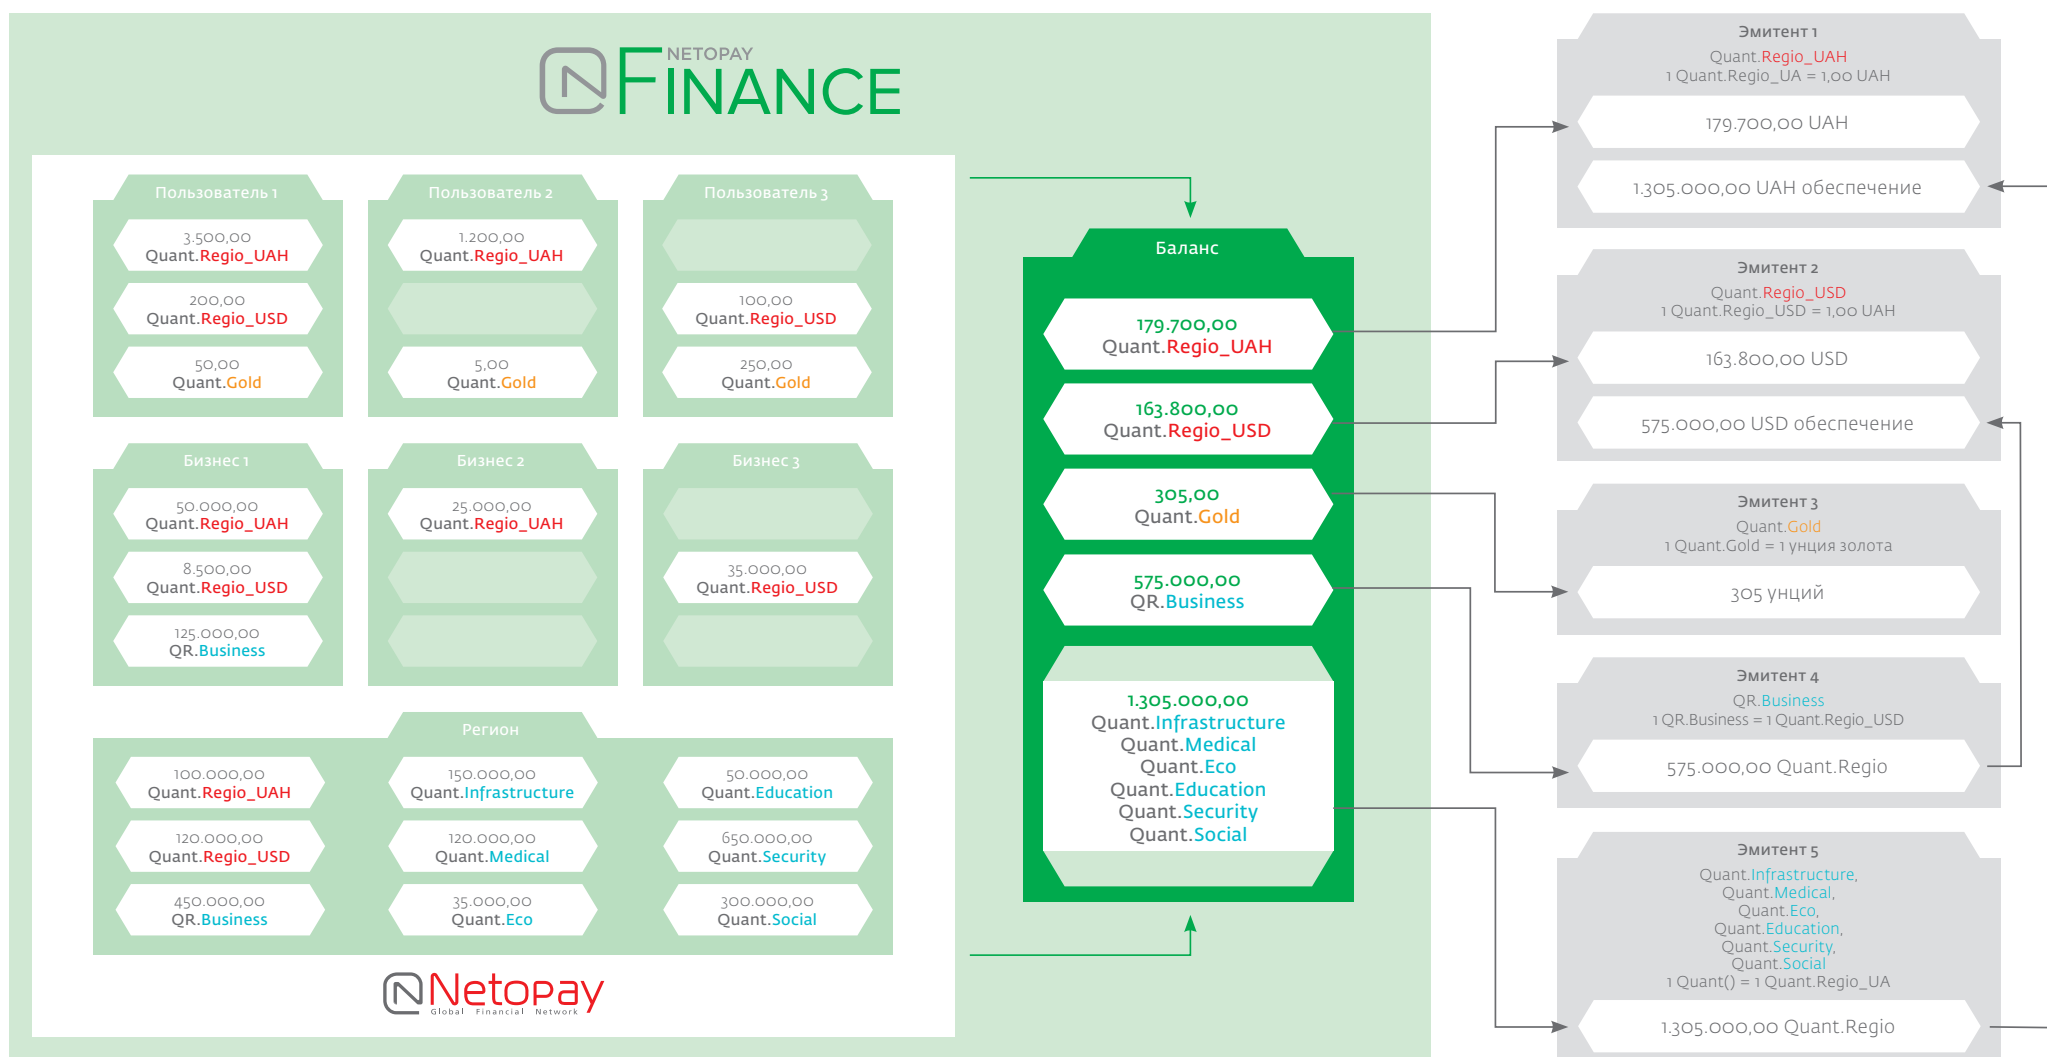 NETOPAY
FINANCE
Пользователь 1
3.500,00
Quant.Regio_UAH
200,00
Quant.Regio_USD
50,00
Quant.Gold
Пользователь 2
1.200,00
Quant.Regio_UAH
5,00
Quant.Gold
Пользователь 3
100,00
Quant.Regio_USD
250,00
Quant.Gold
Бизнес 1
50.000,00
Quant.Regio_UAH
8.500,00
Quant.Regio_USD
125.000,00
QR.Business
Бизнес 2
25.000,00
Quant.Regio_UAH
Бизнес 3
35.000,00
Quant.Regio_USD
Регион
100.000,00
Quant.Regio_UAH
120.000,00
Quant.Regio_USD
450.000,00
QR.Business
150.000,00
Quant.Infrastructure
120.000,00
Quant.Medical
35.000,00
Quant.Eco
50.000,00
Quant.Education
650.000,00
Quant.Security
300.000,00
Quant.Social
Netopay
Global Financial Network
Баланс
179.700,00
Quant.Regio_UAH
163.800,00
Quant.Regio_USD
305,00
Quant.Gold
575.000,00
QR.Business
1.305.000,00
Quant.Infrastructure
Quant.Medical
Quant.Eco
Quant.Education
Quant.Security
Quant.Social
Эмитент 1
Quant.Regio_UAH
1 Quant.Regio_UA = 1,00 UAH
179.700,00 UAH
1.305.000,00 UAH обеспечение
Эмитент 2
Quant.Regio_USD
1 Quant.Regio_USD = 1,00 UAH
163.800,00 USD
575.000,00 USD обеспечение
Эмитент 3
Quant.Gold
1 Quant.Gold = 1 унция золота
305 унций
Эмитент 4
QR.Business
1 QR.Business = 1 Quant.Regio_USD
575.000,00 Quant.Regio
Эмитент 5
Quant.Infrastructure,
Quant.Medical,
Quant.Eco,
Quant.Education,
Quant.Security,
Quant.Social
1 Quant() = 1 Quant.Regio_UA
1.305.000,00 Quant.Regio